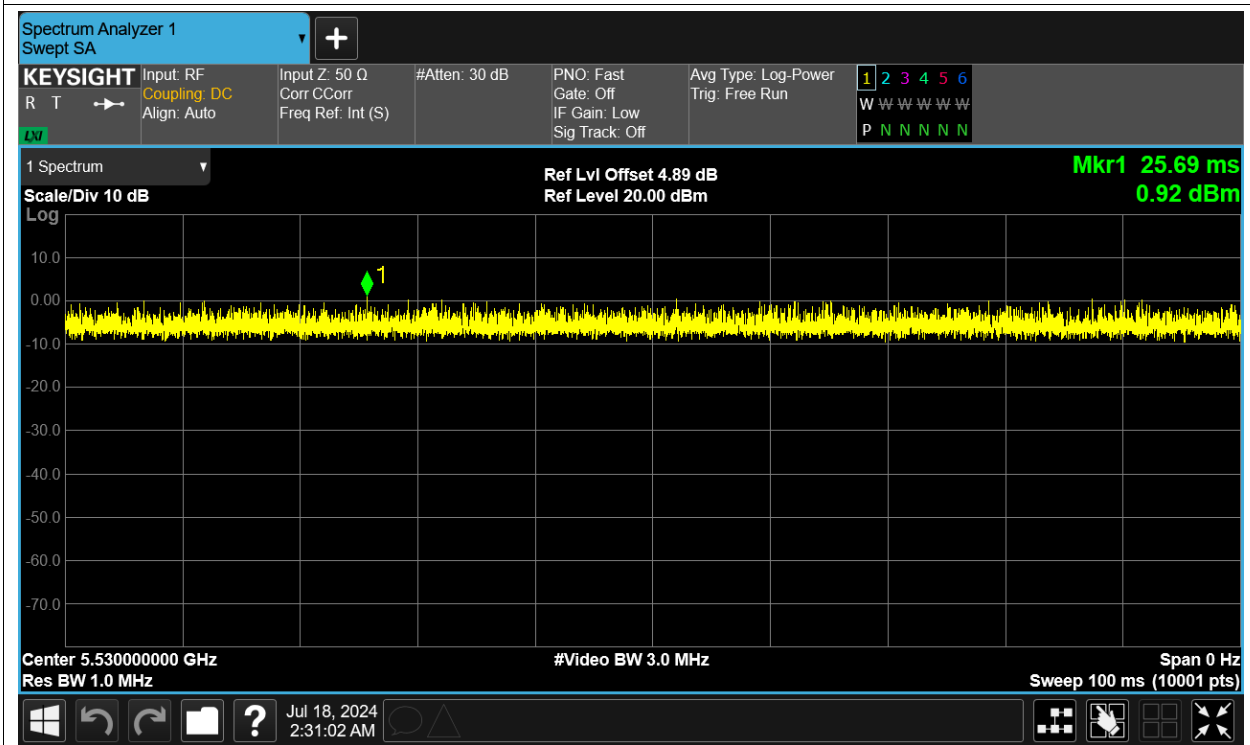 Spectrum Analyzer 1
Swept SA
KEYSIGHT
R T
LXI
Input: RF
Coupling: DC
Align: Auto
Input Z: 50 Ω
Corr CCorr
Freq Ref: Int (S)
#Atten: 30 dB
PNO: Fast
Gate: Off
IF Gain: Low
Sig Track: Off
Avg Type: Log-Power
Trig: Free Run
1 2 3 4 5 6
W W W W W W
P N N N N N
1 Spectrum
Scale/Div 10 dB
Ref Lvl Offset 4.89 dB
Ref Level 20.00 dBm
Mkr1 25.69 ms
0.92 dBm
Log
10.0
0.00
-10.0
-20.0
-30.0
-40.0
-50.0
-60.0
-70.0
1
Center 5.530000000 GHz
Res BW 1.0 MHz
#Video BW 3.0 MHz
Span 0 Hz
Sweep 100 ms (10001 pts)
?
Jul 18, 2024
2:31:02 AM